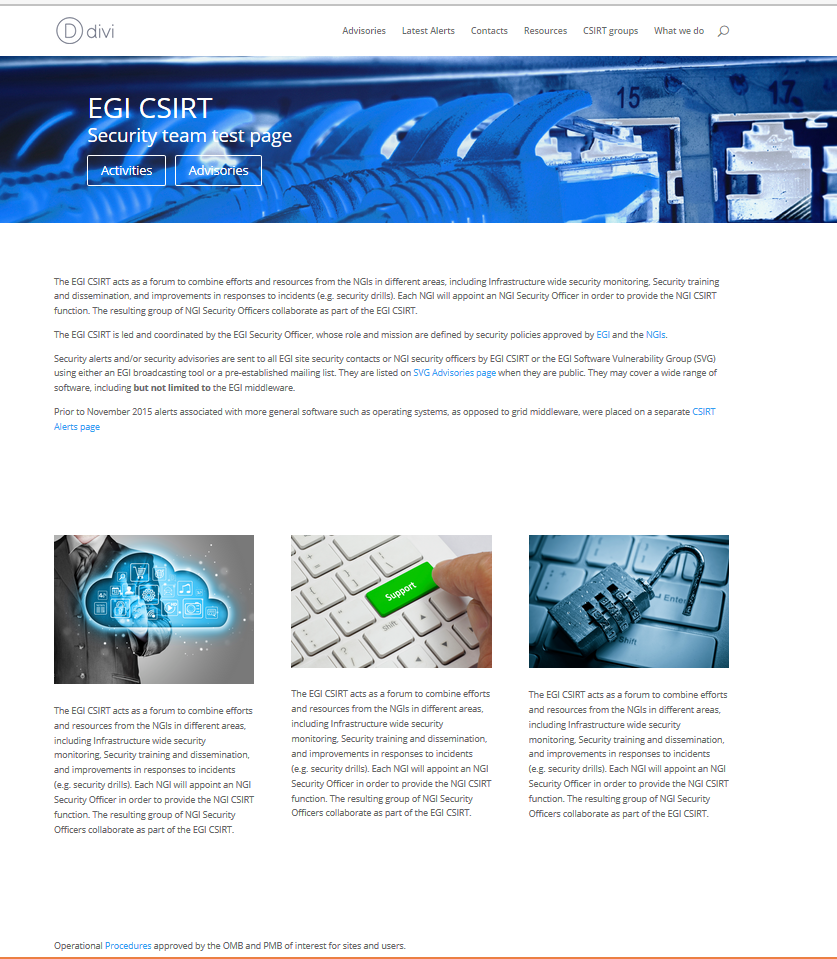 D divi
Advisories Latest Alerts Contacts Resources CSIRT groups What we do
15
17
EGI CSIRT
Security team test page
Activities Advisories
The EGI CSIRT acts as a forum to combine efforts and resources from the NGIs in different areas, including Infrastructure wide security monitoring, Security training
and dissemination, and improvements in responses to incidents (e.g. security drills). Each NGI will appoint an NGI Security Officer in order to provide the NGI CSIRT
function. The resulting group of NGI Security Officers collaborate as part of the EGI CSIRT.
The EGI CSIRT is led and coordinated by the EGI Security Officer, whose role and mission are defined by security policies approved by EGI and the NGIs.
Security alerts and/or security advisories are sent to all EGI site security contacts or NGI security officers by EGI CSIRT or the EGI Software Vulnerability Group (SVG)
using either an EGI broadcasting tool or a pre-established mailing list. They are listed on SVG Advisories page when they are public. They may cover a wide range of
software, including but not limited to the EGI middleware.
Prior to November 2015 alerts associated with more general software such as operating systems, as opposed to grid middleware, were placed on a separate CSIRT
Alerts page
Support
Shift
Enter
Shift
The EGI CSIRT acts as a forum to combine efforts
and resources from the NGIs in different areas,
including Infrastructure wide security
monitoring, Security training and dissemination,
and improvements in responses to incidents
(e.g. security drills). Each NGI will appoint an NGI
Security Officer in order to provide the NGI CSIRT
function. The resulting group of NGI Security
Officers collaborate as part of the EGI CSIRT.
The EGI CSIRT acts as a forum to combine efforts
and resources from the NGIs in different areas,
including Infrastructure wide security
monitoring, Security training and dissemination,
and improvements in responses to incidents
(e.g. security drills). Each NGI will appoint an NGI
Security Officer in order to provide the NGI CSIRT
function. The resulting group of NGI Security
Officers collaborate as part of the EGI CSIRT.
The EGI CSIRT acts as a forum to combine efforts
and resources from the NGIs in different areas,
including Infrastructure wide security
monitoring, Security training and dissemination,
and improvements in responses to incidents
(e.g. security drills). Each NGI will appoint an NGI
Security Officer in order to provide the NGI CSIRT
function. The resulting group of NGI Security
Officers collaborate as part of the EGI CSIRT.
Operational Procedures approved by the OMB and PMB of interest for sites and users.